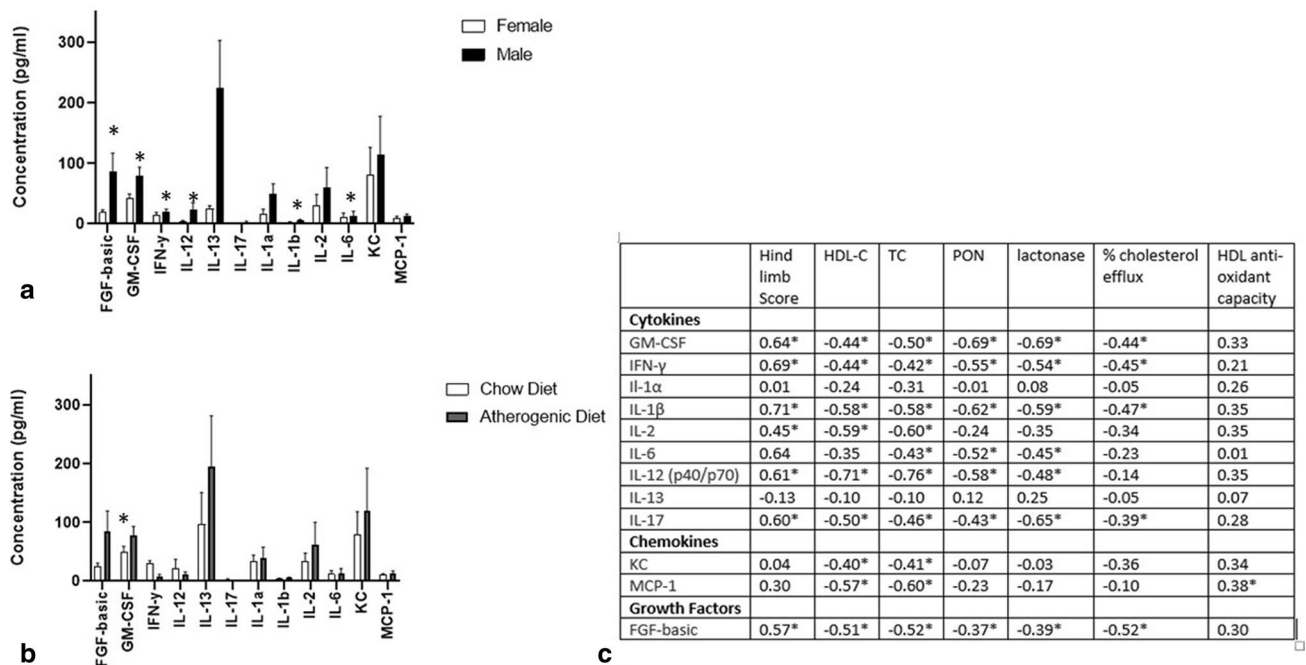 Concentration (pg/ml)
300
200
100
0
*
*
*
*
*
*
Female
Male
FGF-basic
GM-CSF
IFN-y
IL-12
IL-13
IL-17
IL-1a
IL-1b
IL-2
IL-6
KC
MCP-1
a
Concentration (pg/ml)
300
200
100
0
*
Chow Diet
Atherogenic Diet
FGF-basic
GM-CSF
IFN-y
IL-12
IL-13
IL-17
IL-1a
IL-1b
IL-2
IL-6
KC
MCP-1
b
Hind limb Score HDL-C TC PON lactonase % cholesterol efflux HDL anti-oxidant capacity
Cytokines
GM-CSF 0.64* -0.44* -0.50* -0.69* -0.69* -0.44* 0.33
IFN-γ 0.69* -0.44* -0.42* -0.55* -0.54* -0.45* 0.21
Il-1α 0.01 -0.24 -0.31 -0.01 0.08 -0.05 0.26
IL-1β 0.71* -0.58* -0.58* -0.62* -0.59* -0.47* 0.35
IL-2 0.45* -0.59* -0.60* -0.24 -0.35 -0.34 0.35
IL-6 0.64 -0.35 -0.43* -0.52* -0.45* -0.23 0.01
IL-12 (p40/p70) 0.61* -0.71* -0.76* -0.58* -0.48* -0.14 0.35
IL-13 -0.13 -0.10 -0.10 0.12 0.25 -0.05 0.07
IL-17 0.60* -0.50* -0.46* -0.43* -0.65* -0.39* 0.28
Chemokines
KC 0.04 -0.40* -0.41* -0.07 -0.03 -0.36 0.34
MCP-1 0.30 -0.57* -0.60* -0.23 -0.17 -0.10 0.38*
Growth Factors
FGF-basic 0.57* -0.51* -0.52* -0.37* -0.39* -0.52* 0.30
c